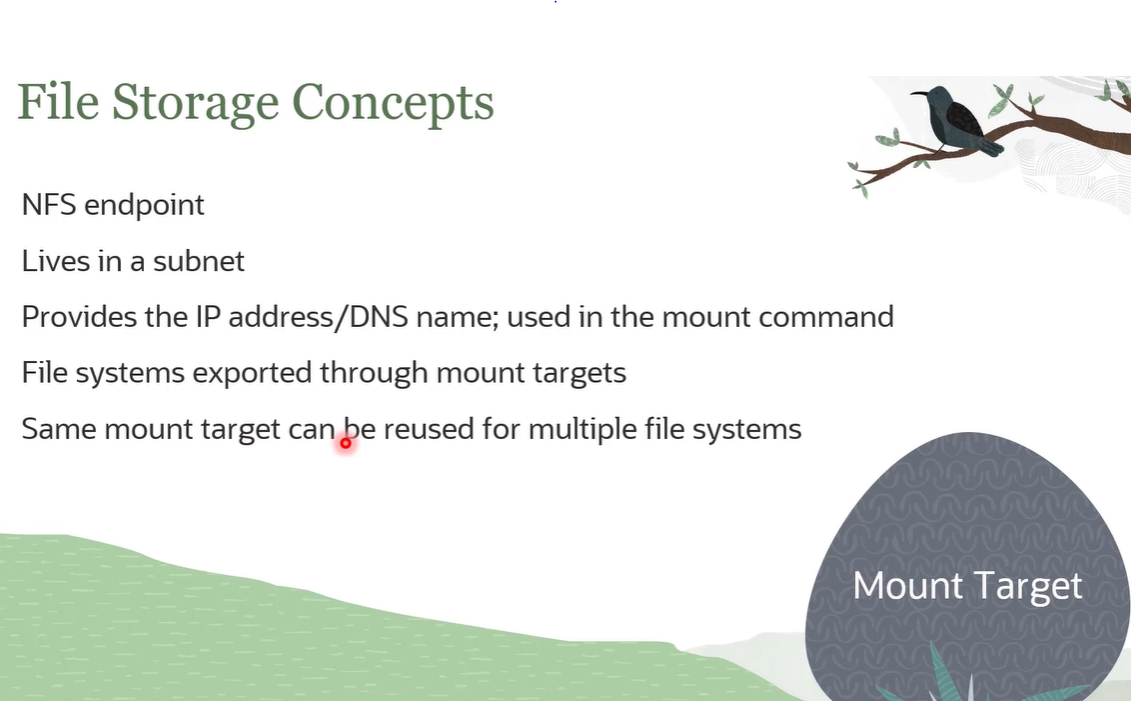 File Storage Concepts
NFS endpoint
Lives in a subnet
Provides the IP address/DNS name; used in the mount command
File systems exported through mount targets
Same mount target can be reused for multiple file systems
Mount Target